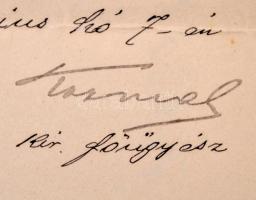 ius hó 7-én
Kir. főügyész